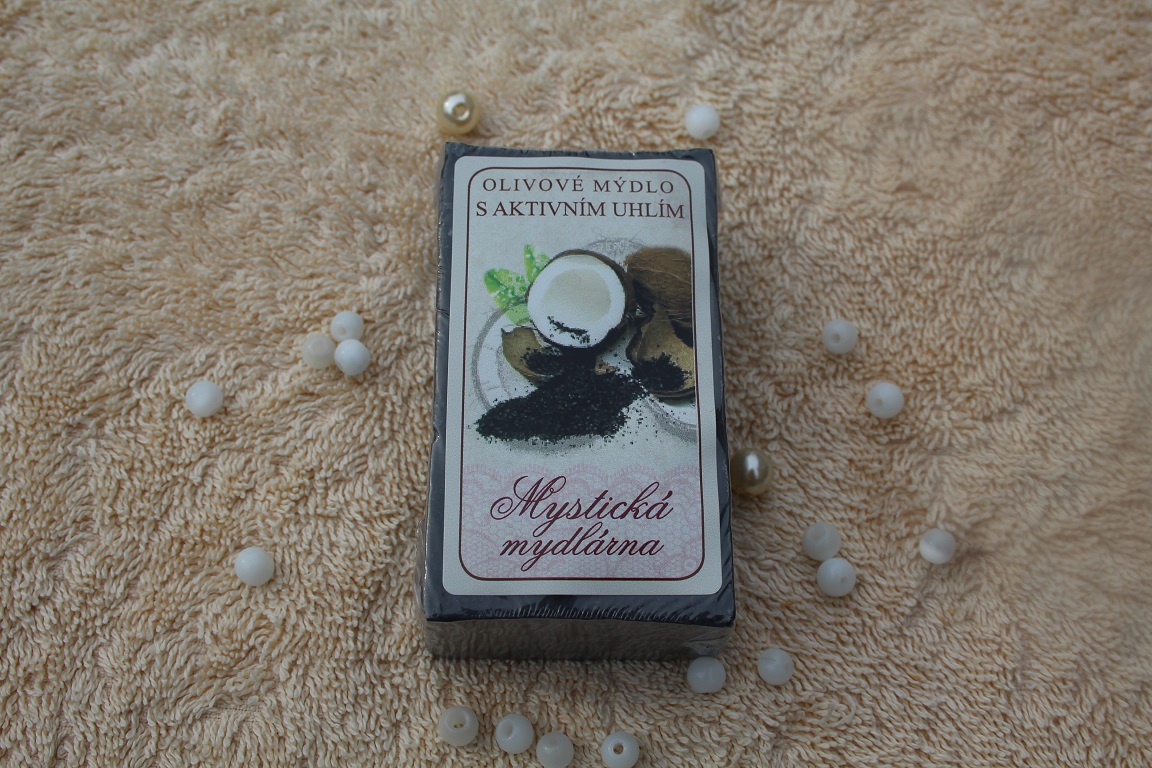 OLIVOVÉ MÝDLO
S AKTIVNÍM UHLÍM
Mystická
mydlárna